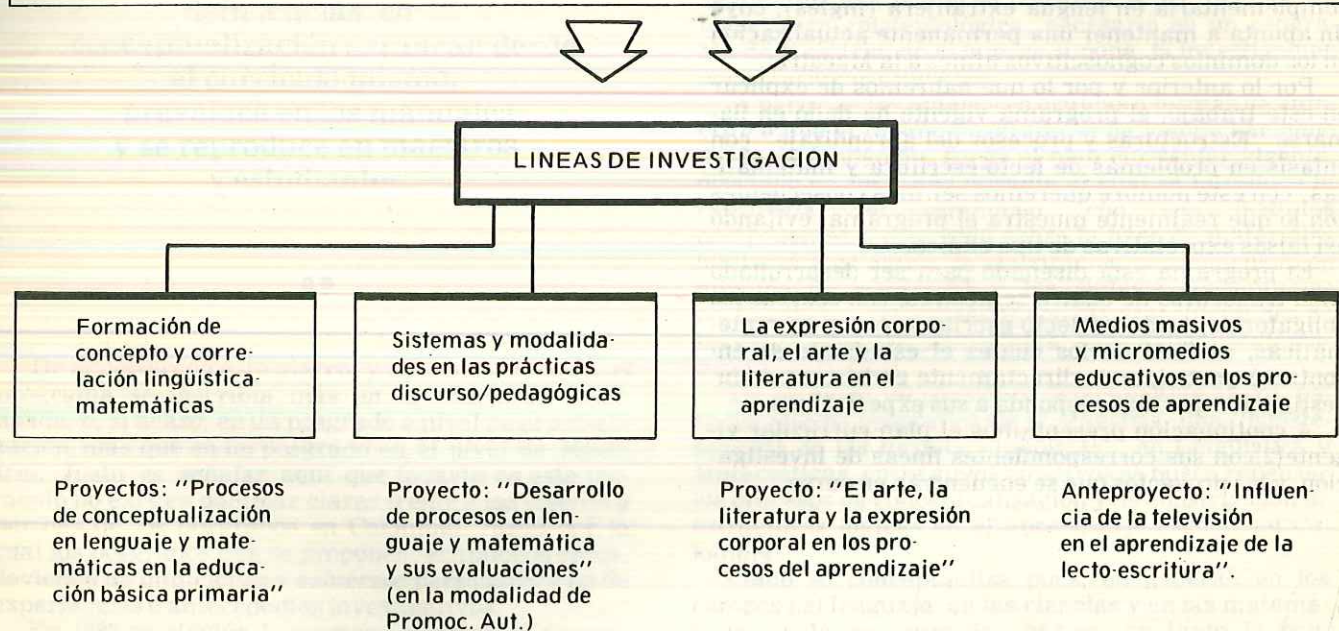 LINEAS DE INVESTIGACION
Formación de
concepto y corre-
lación lingüística-
matemáticas
Sistemas y modalida-
des en las prácticas
discurso/pedagógicas
La expresión corpo-
ral, el arte y la
literatura en el
aprendizaje
Medios masivos
y micromedios
educativos en los pro-
cesos de aprendizaje
Proyectos: "Procesos
de conceptualización
en lenguaje y mate-
máticas en la educa-
ción básica primaria"
Proyecto: "Desarrollo
de procesos en len-
guaje y matemática
y sus evaluaciones"
(en la modalidad de
Promoc. Aut.)
Proyecto: "El arte, la
literatura y la expresión
corporal en los pro-
cesos del aprendizaje"
Anteproyecto: "Influen-
cia de la televisión
en el aprendizaje de la
lecto-escritura".